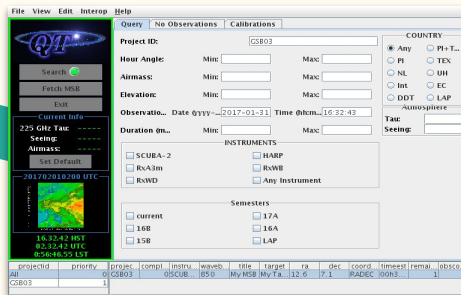 File View Edit Interop Help
QT
Search
Fetch MSB
Exit
Current Info
225 GHz Tau: -----
Seeing: -----
Airmass: -----
Set Default
201702010200 UTC
16.32.42 HST
02.32.42 UTC
0:56:46.55 LST
Query No Observations Calibrations
Project ID: GSB03
Hour Angle: Min: Max:
Airmass: Min: Max:
Elevation: Min: Max:
Observatio... Date (yyyy-... 2017-01-31 Time (hh:m... 16:32:43
Duration (m... Min: Max:
COUNTRY
Any PI+T...
PI TEX
NL UH
Int EC
DDT LAP
Atmosphere
Tau:
Seeing:
INSTRUMENTS
SCUBA-2 HARP
RxA3m RxWB
RxWD Any Instrument
Semesters
current 17A
16B 16A
15B LAP
projectid priority
All 0
GSB03 1
projec... compl... instru... waveb... title target ra dec coord... timeest remai... obsco...
GSB03 0 SCUB... 850 My MSB My Ta... 12.6 7.1 RADEC 00h3... 1